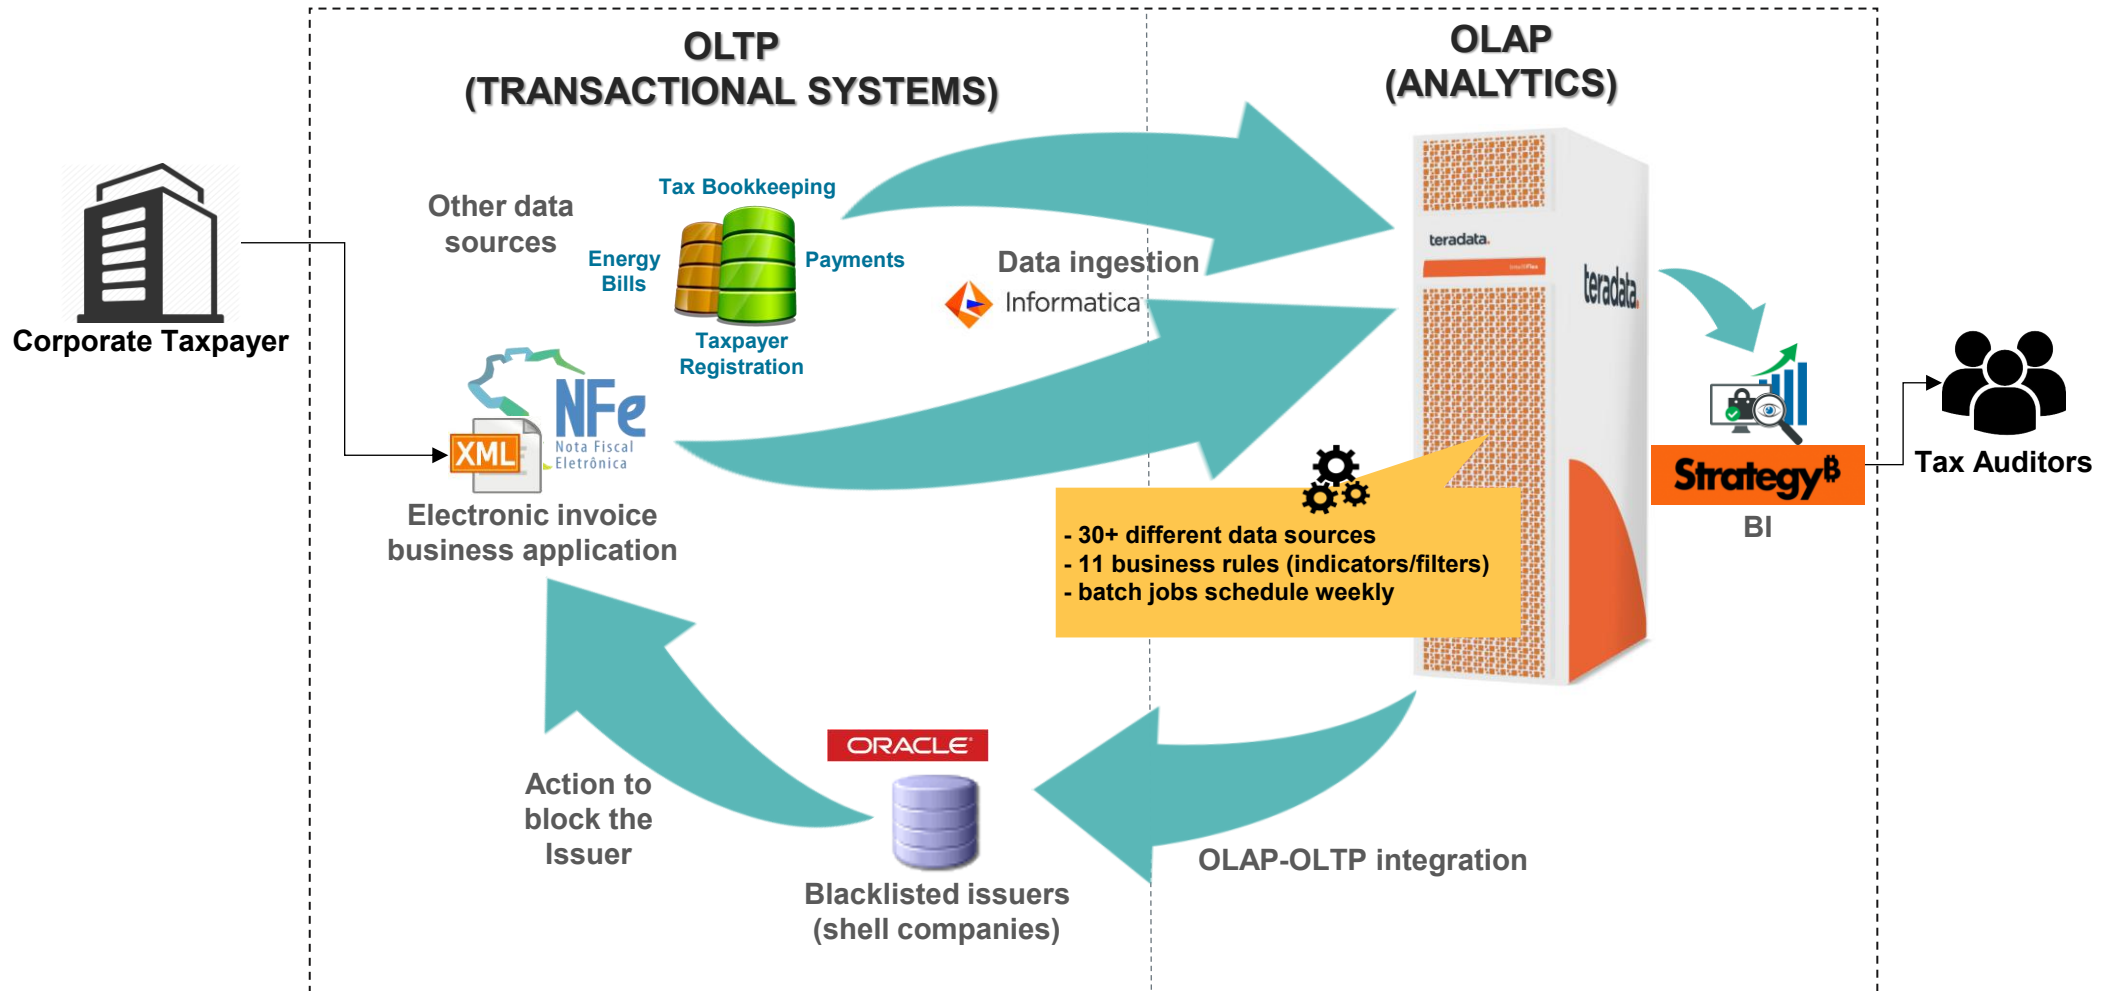 OLTP
(TRANSACTIONAL SYSTEMS)
OLAP
(ANALYTICS)
Corporate Taxpayer
Other data
sources
Tax Bookkeeping
Energy
Bills
Payments
Taxpayer
Registration
Data ingestion
Informatica
NFe
Nota Fiscal
Eletrônica
XML
Electronic invoice
business application
teradata.
teradata.
- 30+ different data sources
- 11 business rules (indicators/filters)
- batch jobs schedule weekly
Strategy₿
BI
Tax Auditors
ORACLE
Blacklisted issuers
(shell companies)
Action to
block the
Issuer
OLAP-OLTP integration